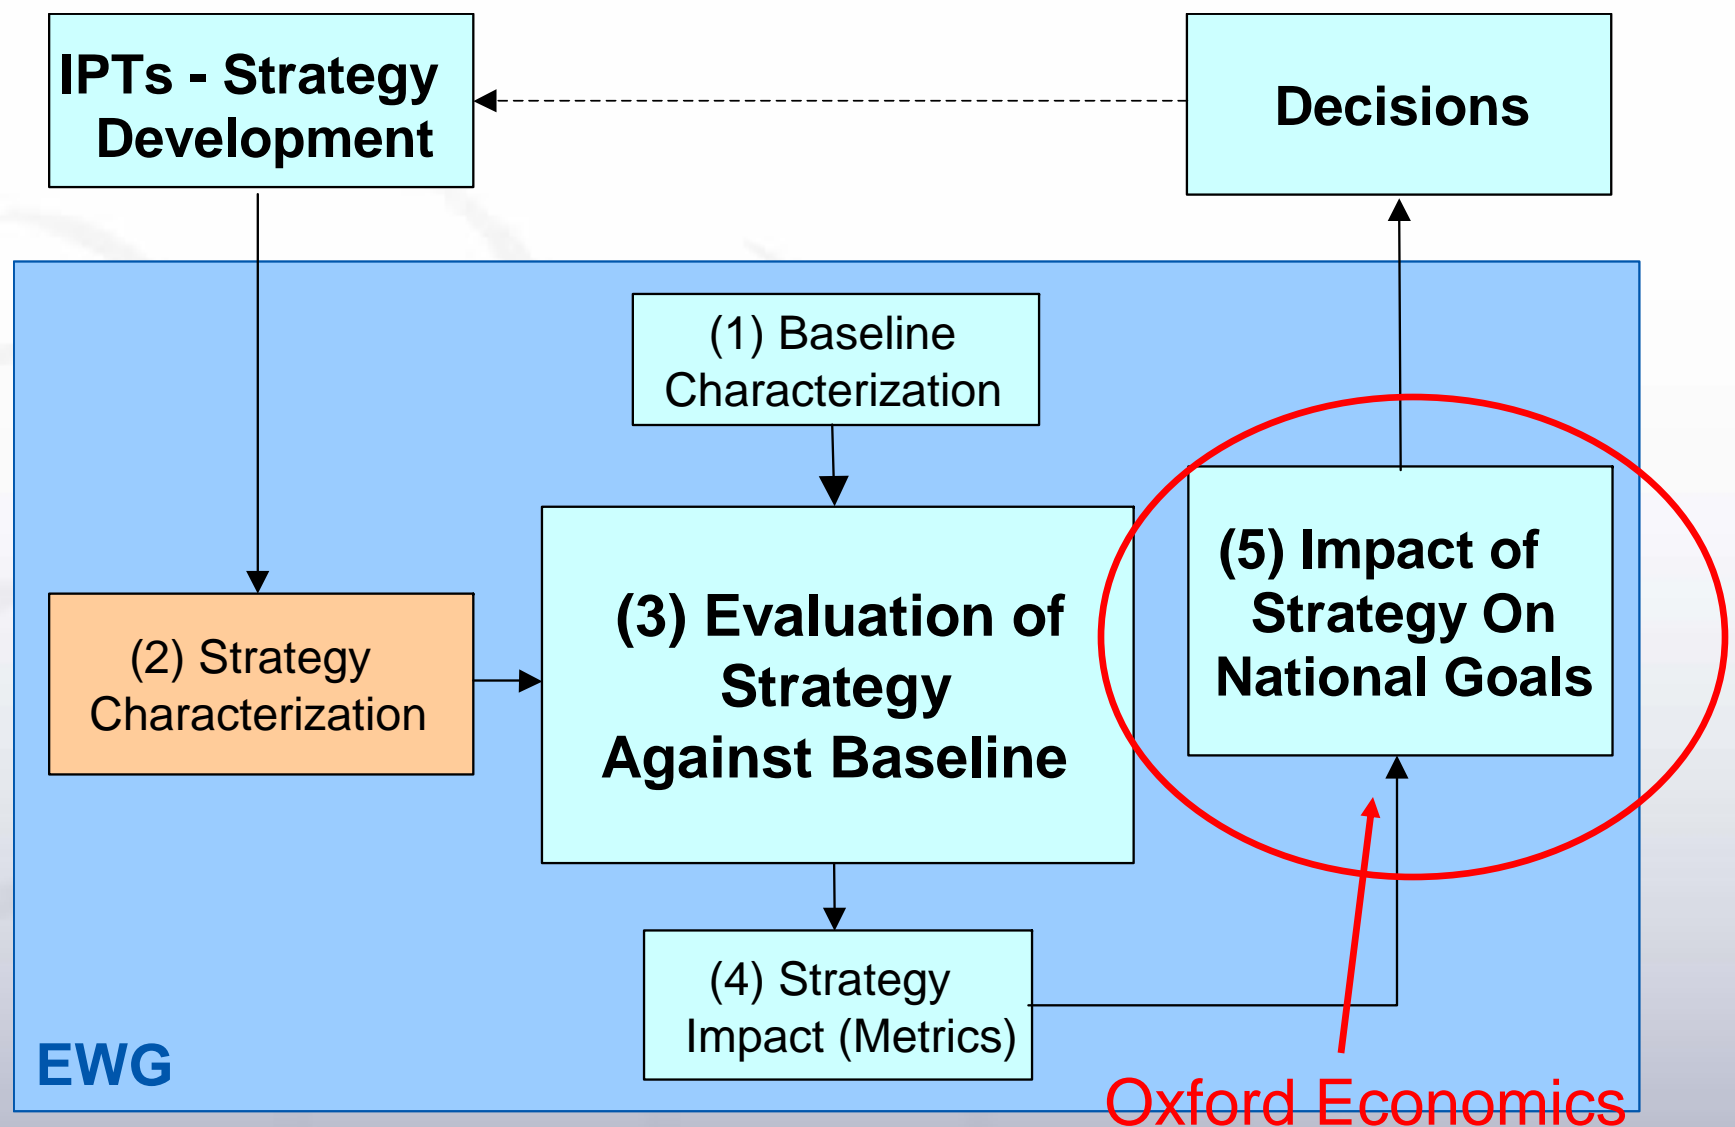 IPTs - Strategy
Development
Decisions
(1) Baseline
Characterization
(2) Strategy
Characterization
(3) Evaluation of
Strategy
Against Baseline
(5) Impact of
Strategy On
National Goals
(4) Strategy
Impact (Metrics)
EWG
Oxford Economics